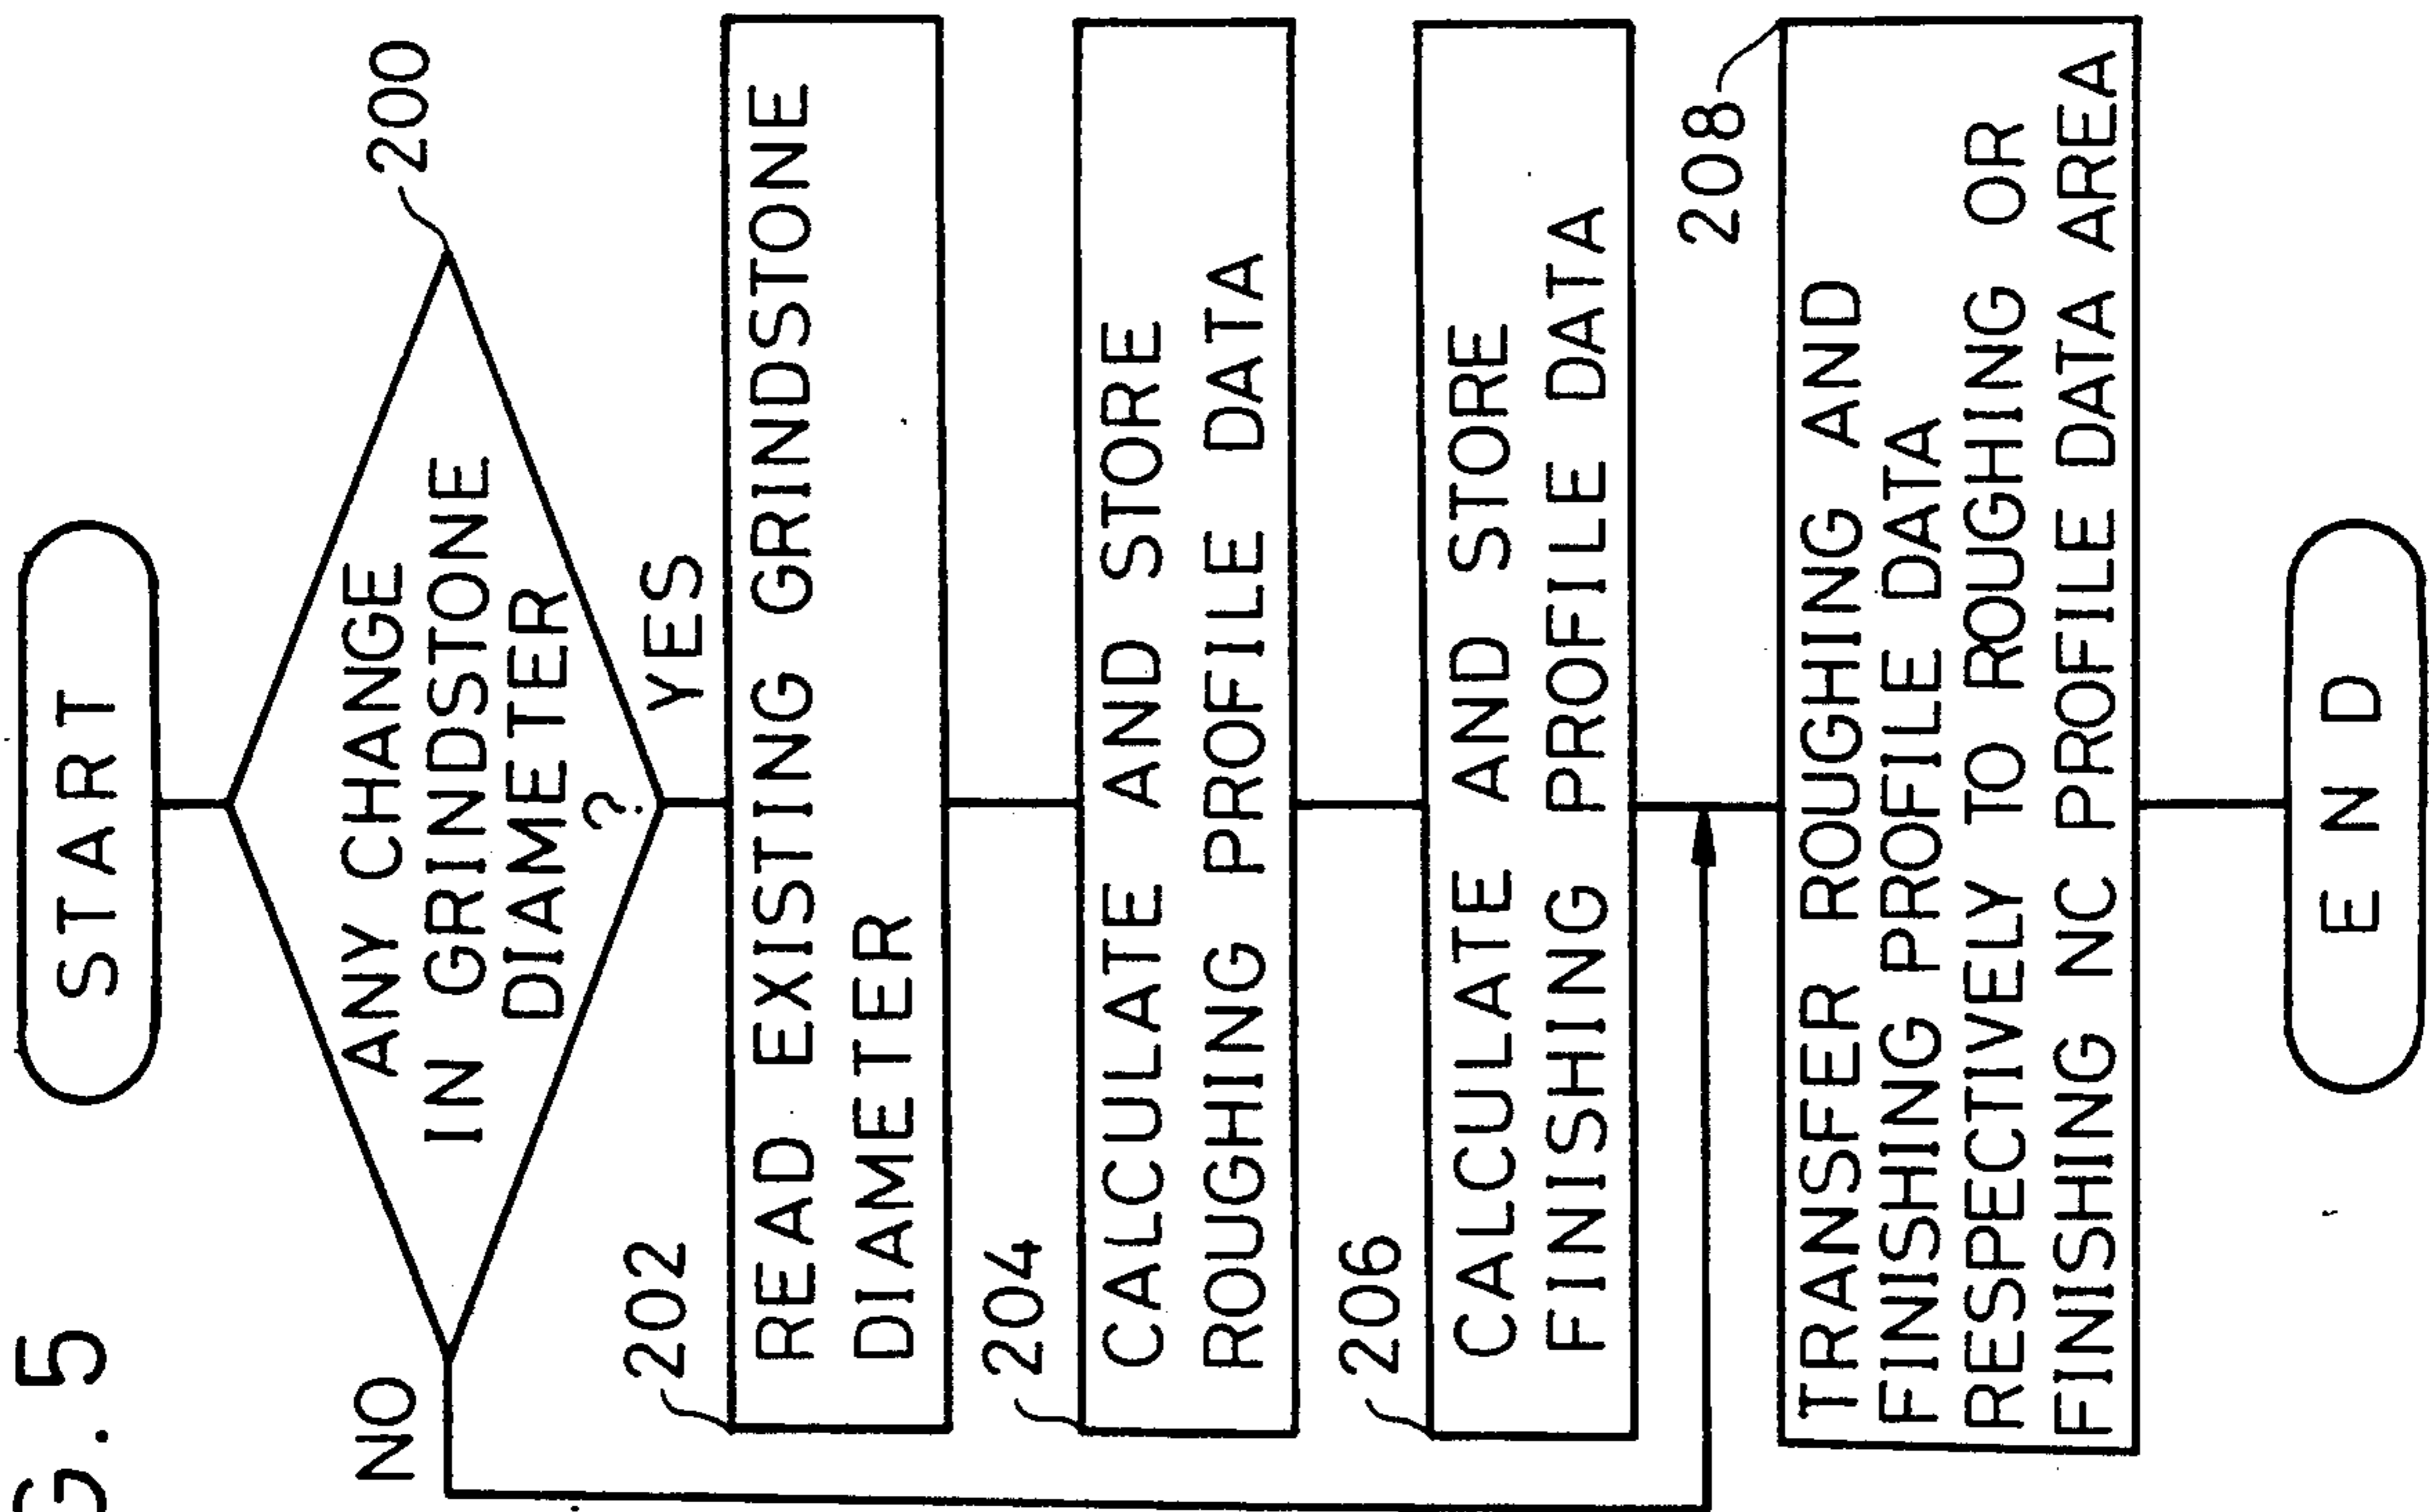 G. 5
START
ANY CHANGE
IN GRINDSTONE
DIAMETER
?
200
NO
YES
202
READ EXISTING GRINDSTONE
DIAMETER
204
CALCULATE AND STORE
ROUGHING PROFILE DATA
206
CALCULATE AND STORE
FINISHING PROFILE DATA
208
TRANSFER ROUGHING AND
FINISHING PROFILE DATA
RESPECTIVELY TO ROUGHING OR
FINISHING NC PROFILE DATA AREA
END